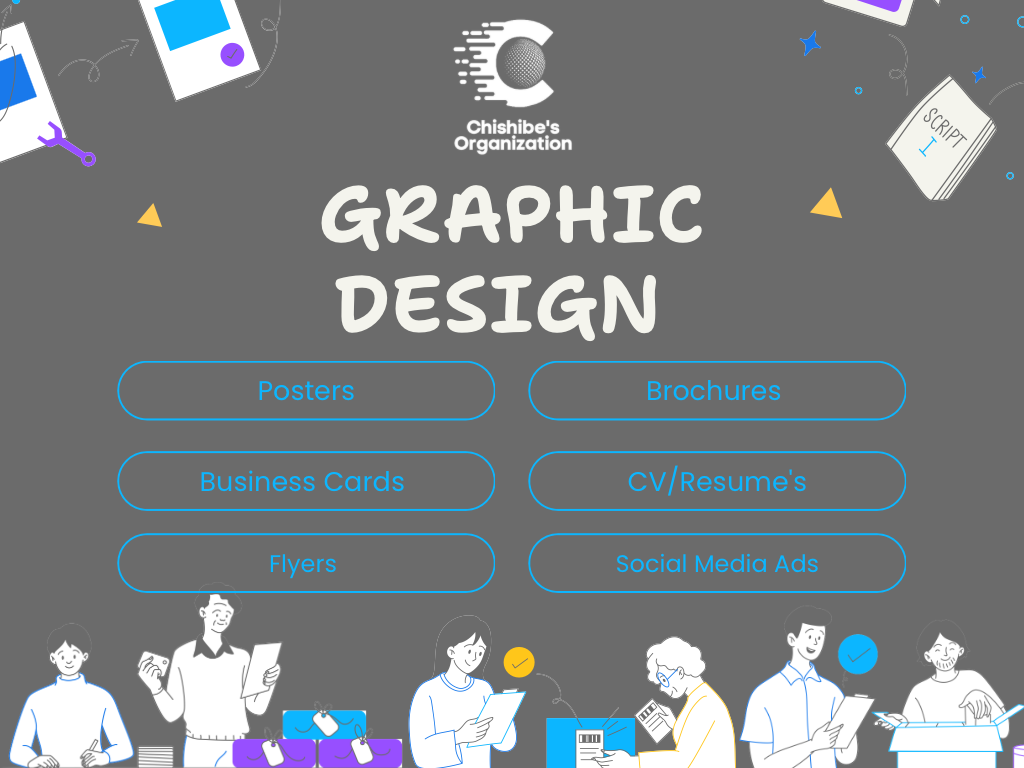 Chishibe's
Organization
SCRIPT
I
GRAPHIC
DESIGN
Posters
Brochures
Business Cards
CV/Resume's
Flyers
Social Media Ads